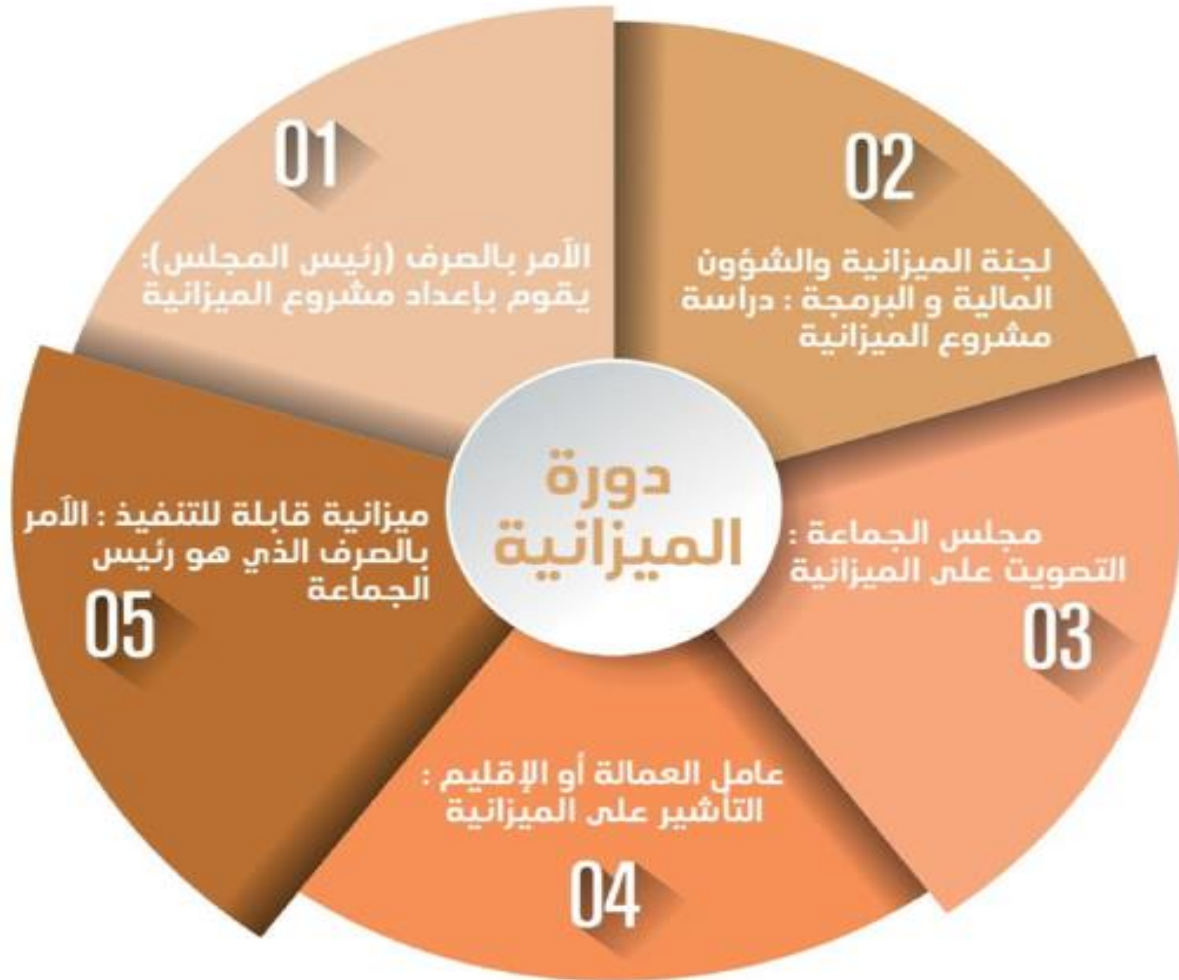 01
الآمر بالصرف (رئيس المجلس):
يقوم بإعداد مشروع الميزانية
02
لجنة الميزانية والشؤون
المالية و البرمجة : دراسة
مشروع الميزانية
مجلس الجماعة :
التصويت على الميزانية
03
عامل العمالة أو الإقليم :
التأشير على الميزانية
04
ميزانية قابلة للتنفيذ : الآمر
بالصرف الذي هو رئيس
الجماعة
05
دورة
الميزانية